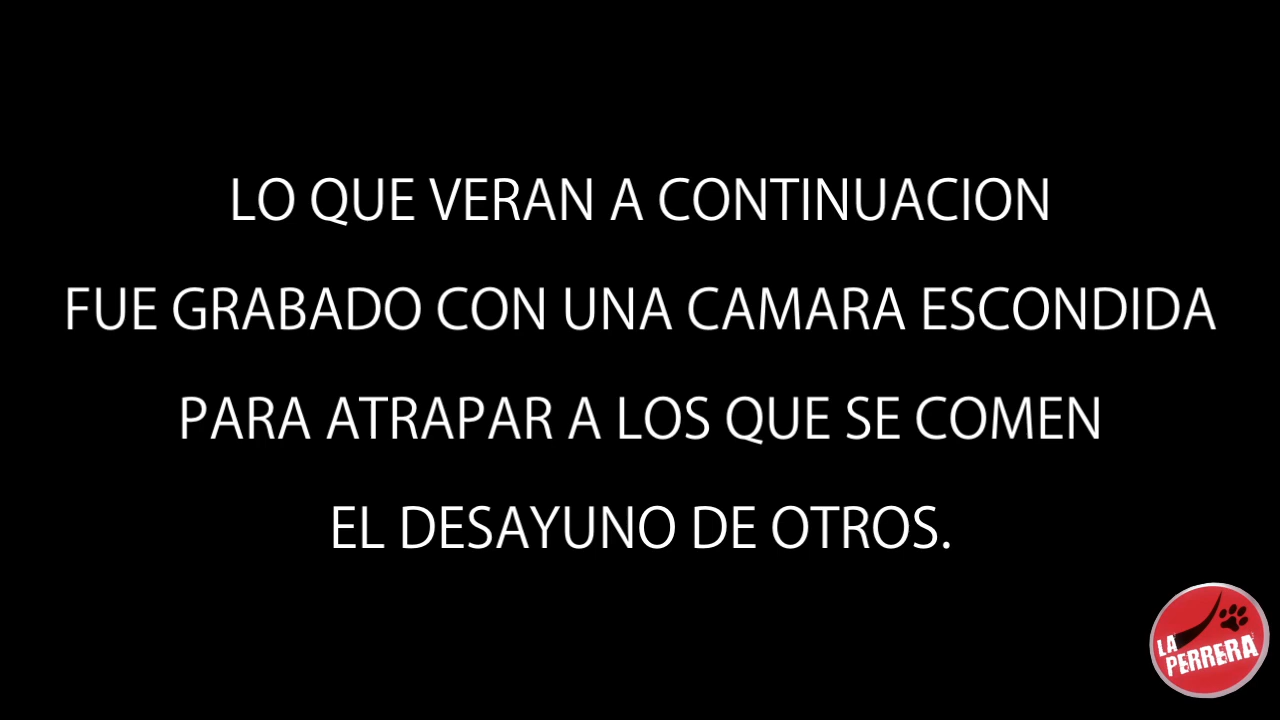 LO QUE VERAN A CONTINUACION
FUE GRABADO CON UNA CAMARA ESCONDIDA
PARA ATRAPAR A LOS QUE SE COMEN
EL DESAYUNO DE OTROS.
LA
PERRERA